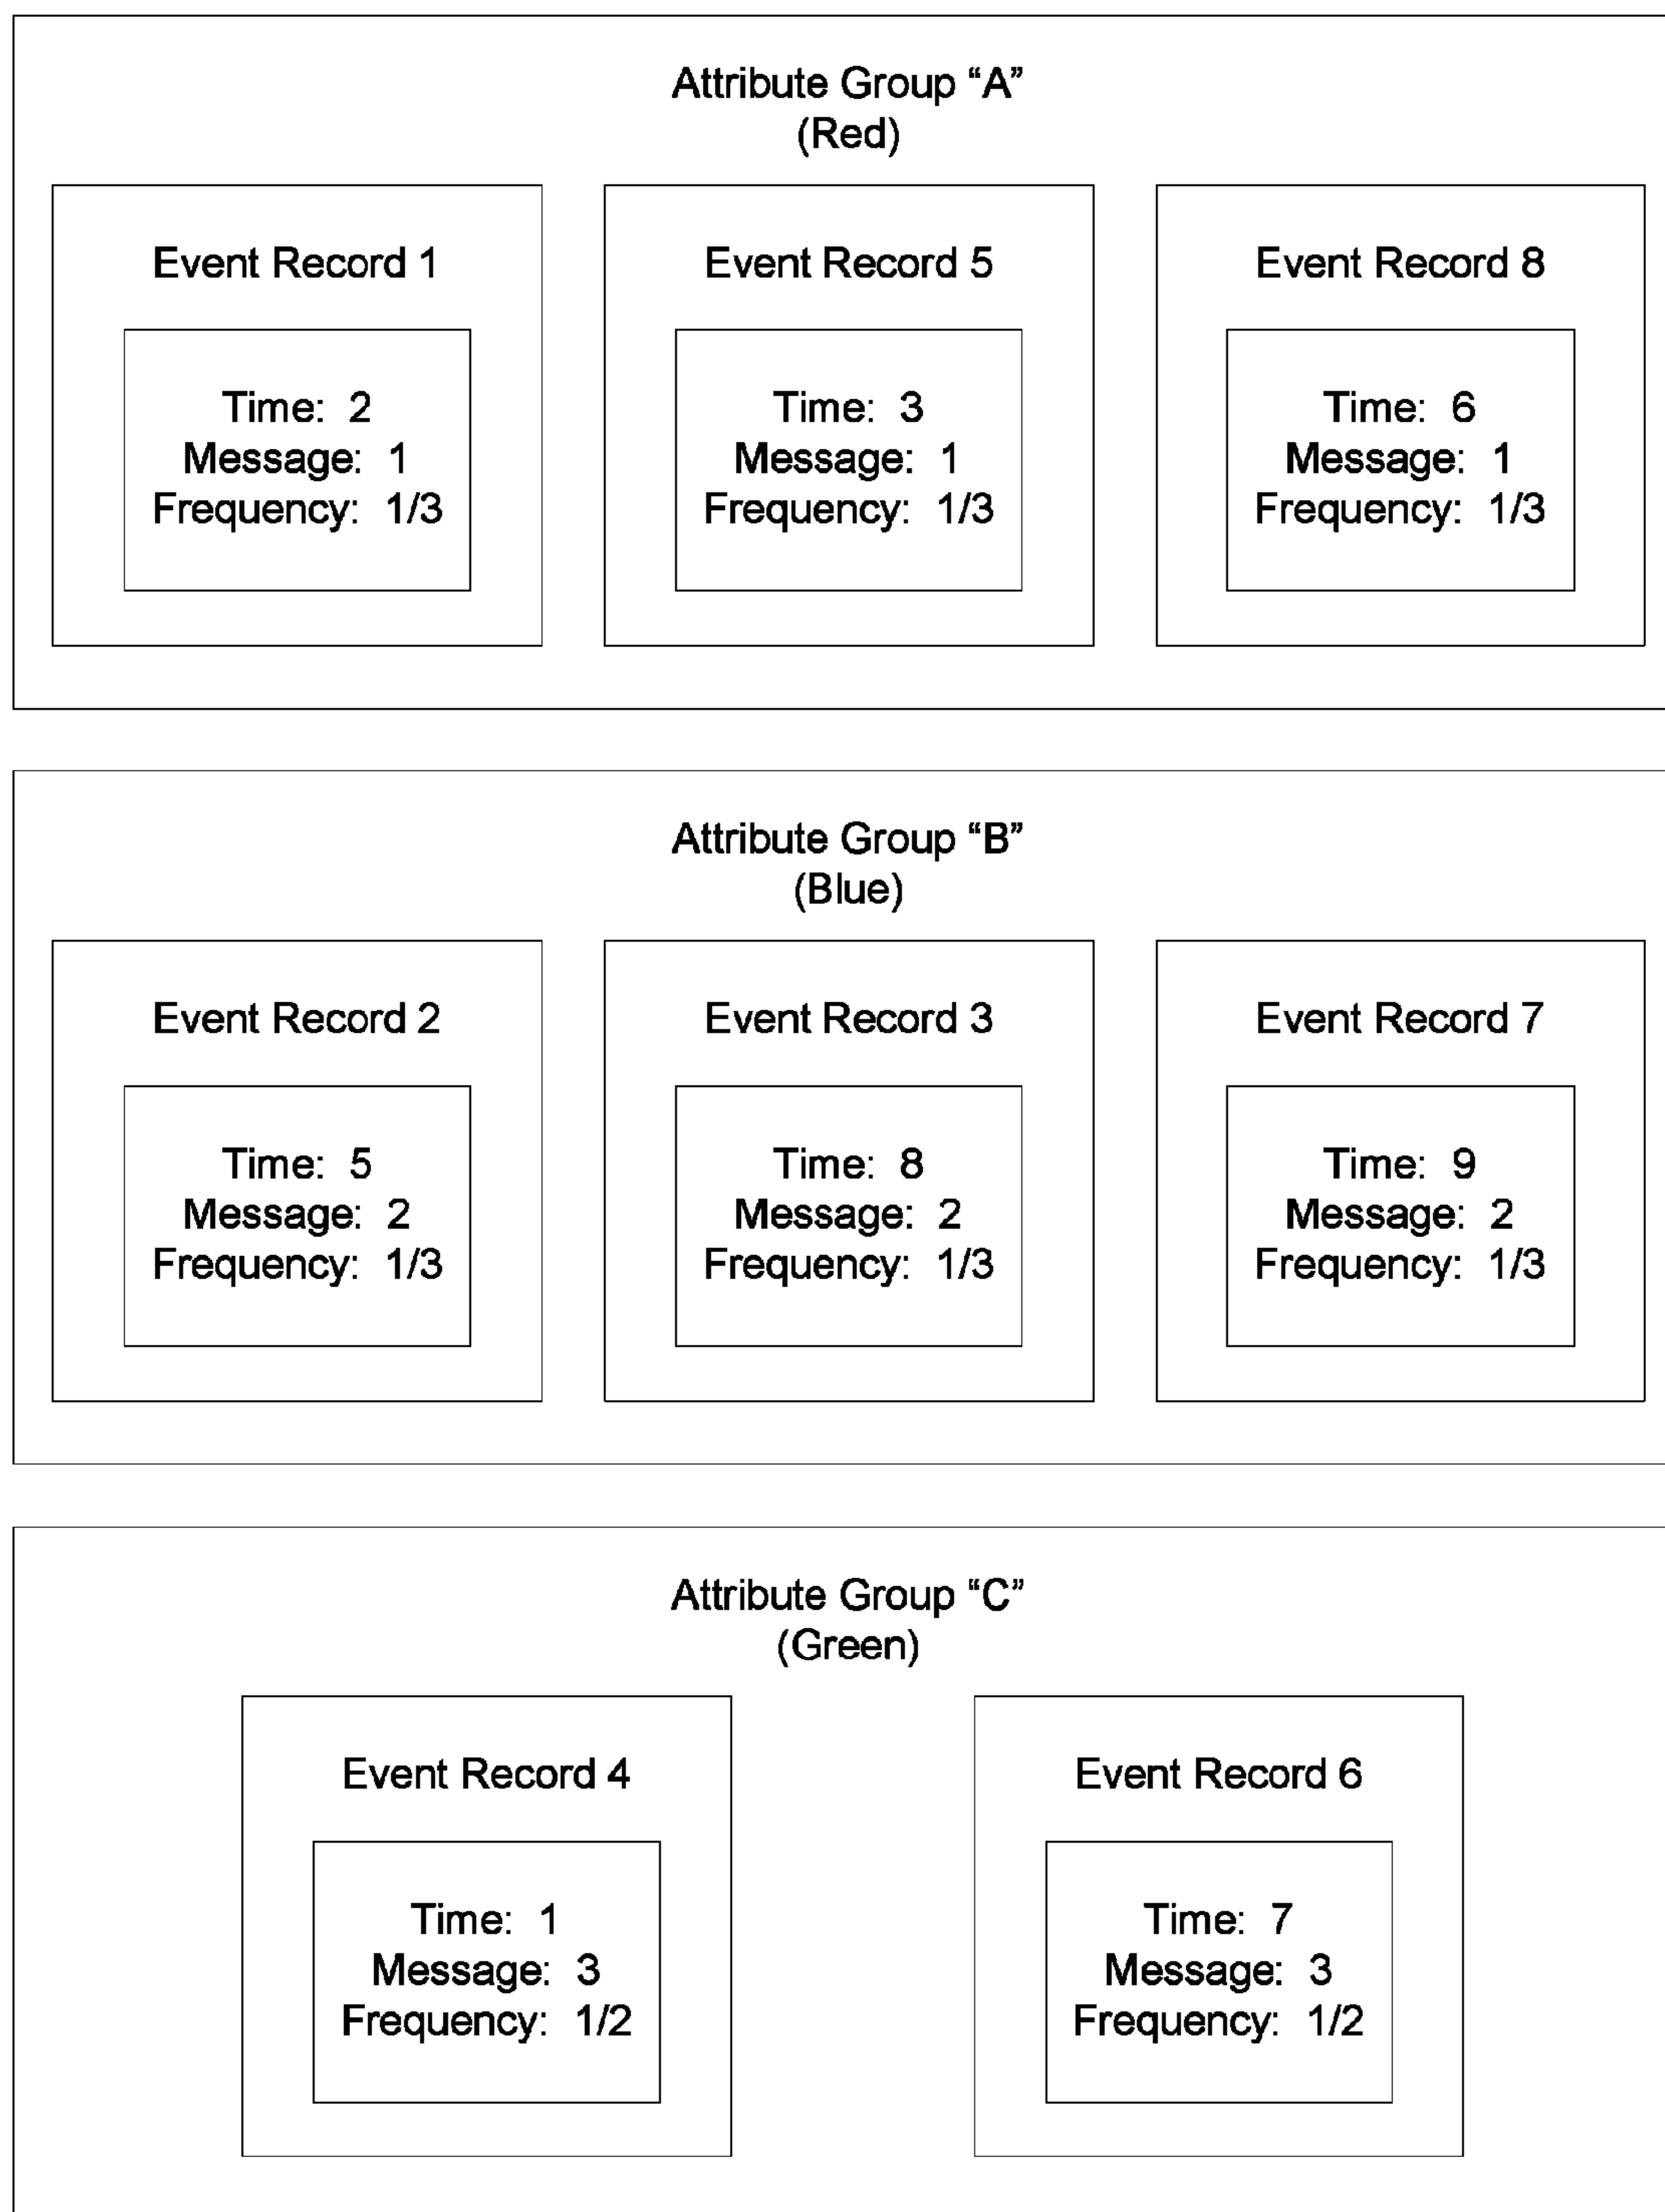 Attribute Group “A”
(Red)
Event Record 1
Time: 2
Message: 1
Frequency: 1/3
Event Record 5
Time: 3
Message: 1
Frequency: 1/3
Event Record 8
Time: 6
Message: 1
Frequency: 1/3
Attribute Group “B”
(Blue)
Event Record 2
Time: 5
Message: 2
Frequency: 1/3
Event Record 3
Time: 8
Message: 2
Frequency: 1/3
Event Record 7
Time: 9
Message: 2
Frequency: 1/3
Attribute Group “C”
(Green)
Event Record 4
Time: 1
Message: 3
Frequency: 1/2
Event Record 6
Time: 7
Message: 3
Frequency: 1/2